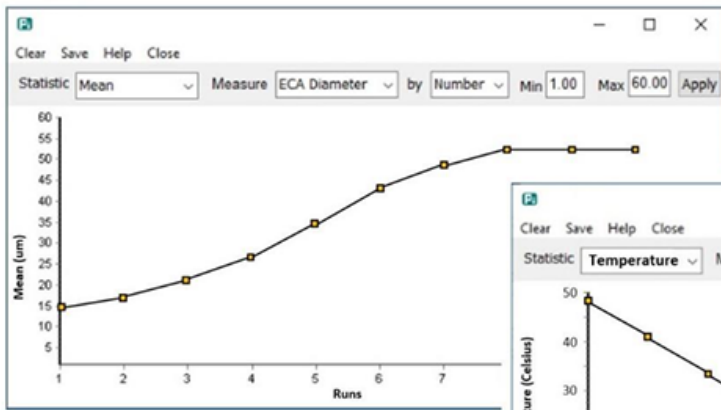 Clear Save Help Close
Statistic Mean Measure ECA Diameter by Number Min 1.00 Max 60.00 Apply
60
55
50
45
40
35
30
25
20
15
10
5
Mean (um)
1 2 3 4 5 6 7
Runs
Clear Save Help Close
Statistic Temperature M
50
40
30
ture (Celsius)